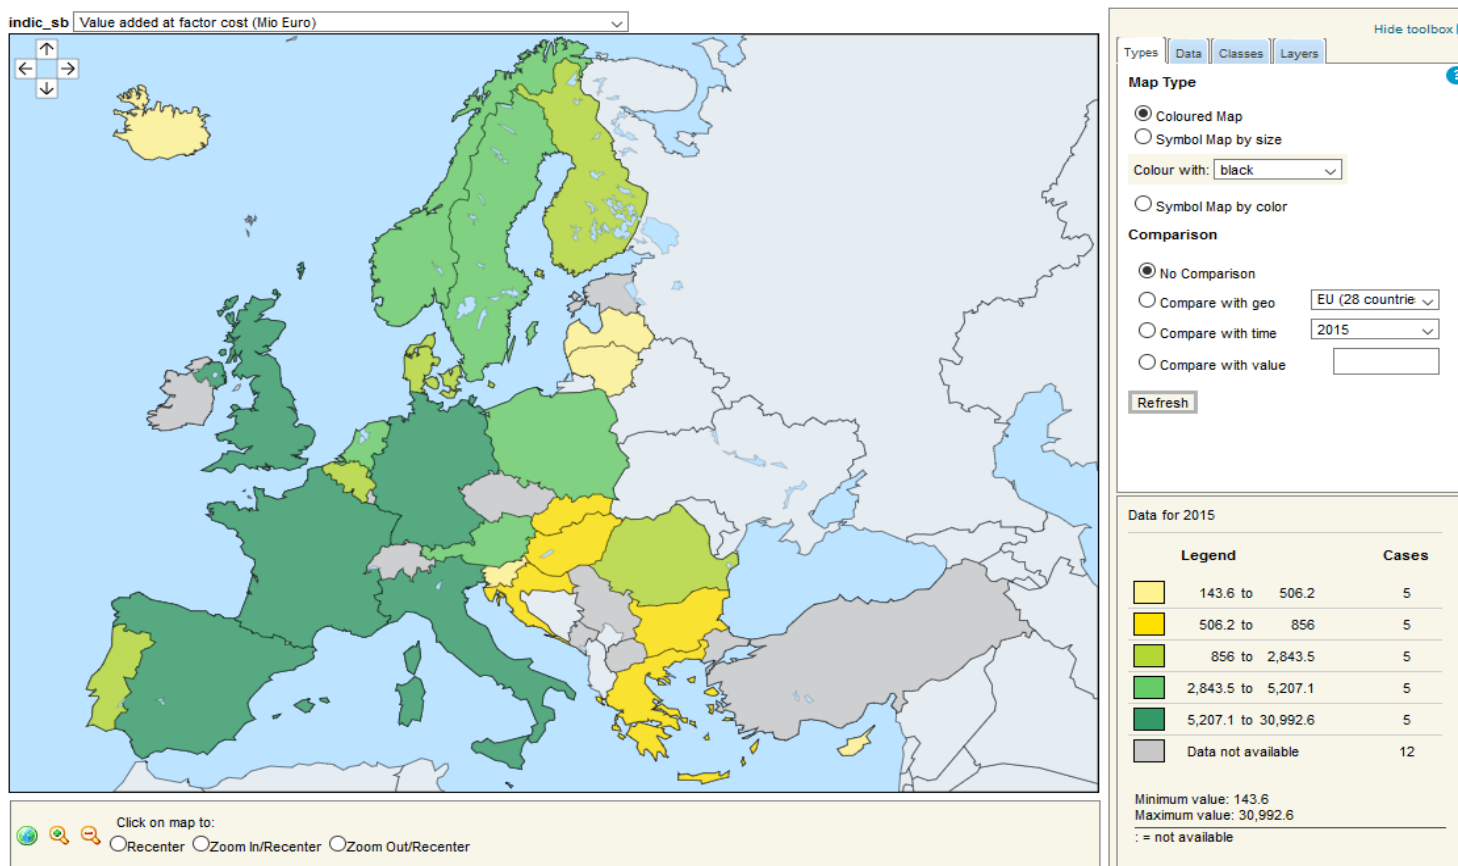 indic_sb Value added at factor cost (Mio Euro)
Hide toolbox
Types Data Classes Layers
Map Type
Coloured Map
Symbol Map by size
Colour with: black
Symbol Map by color
Comparison
No Comparison
Compare with geo EU (28 countrie
Compare with time 2015
Compare with value
Refresh
Data for 2015
Legend Cases
143.6 to 506.2 5
506.2 to 856 5
856 to 2,843.5 5
2,843.5 to 5,207.1 5
5,207.1 to 30,992.6 5
Data not available 12
Minimum value: 143.6
Maximum value: 30,992.6
: = not available
Click on map to:
Recenter Zoom In/Recenter Zoom Out/Recenter